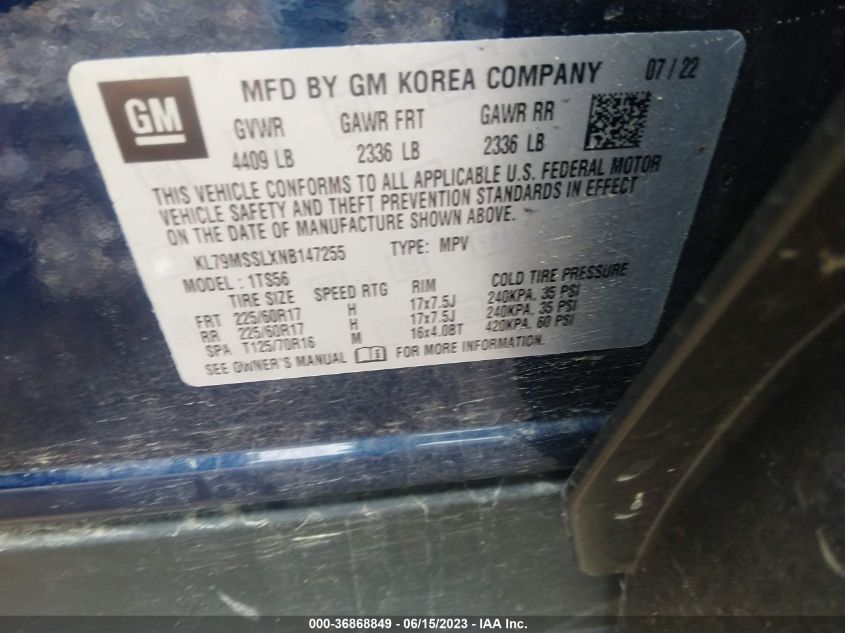 GM
MFD BY GM KOREA COMPANY 07 / 22
GVWR GAWR FRT GAWR RR
4409 LB 2336 LB 2336 LB
THIS VEHICLE CONFORMS TO ALL APPLICABLE U.S. FEDERAL MOTOR
VEHICLE SAFETY AND THEFT PREVENTION STANDARDS IN EFFECT
ON THE DATE OF MANUFACTURE SHOWN ABOVE.
KL79MSSLXNB147255 TYPE: MPV
MODEL: 1TS56
TIRE SIZE SPEED RTG RIM COLD TIRE PRESSURE
FRT 225/60R17 H 17x7.5J 240KPA, 35 PSI
RR 225/60R17 H 17x7.5J 240KPA, 35 PSI
SPA T125/70R16 M 16x4.0BT 420KPA, 60 PSI
SEE OWNER'S MANUAL FOR MORE INFORMATION.
000-36868849 - 06/15/2023 - IAA Inc.